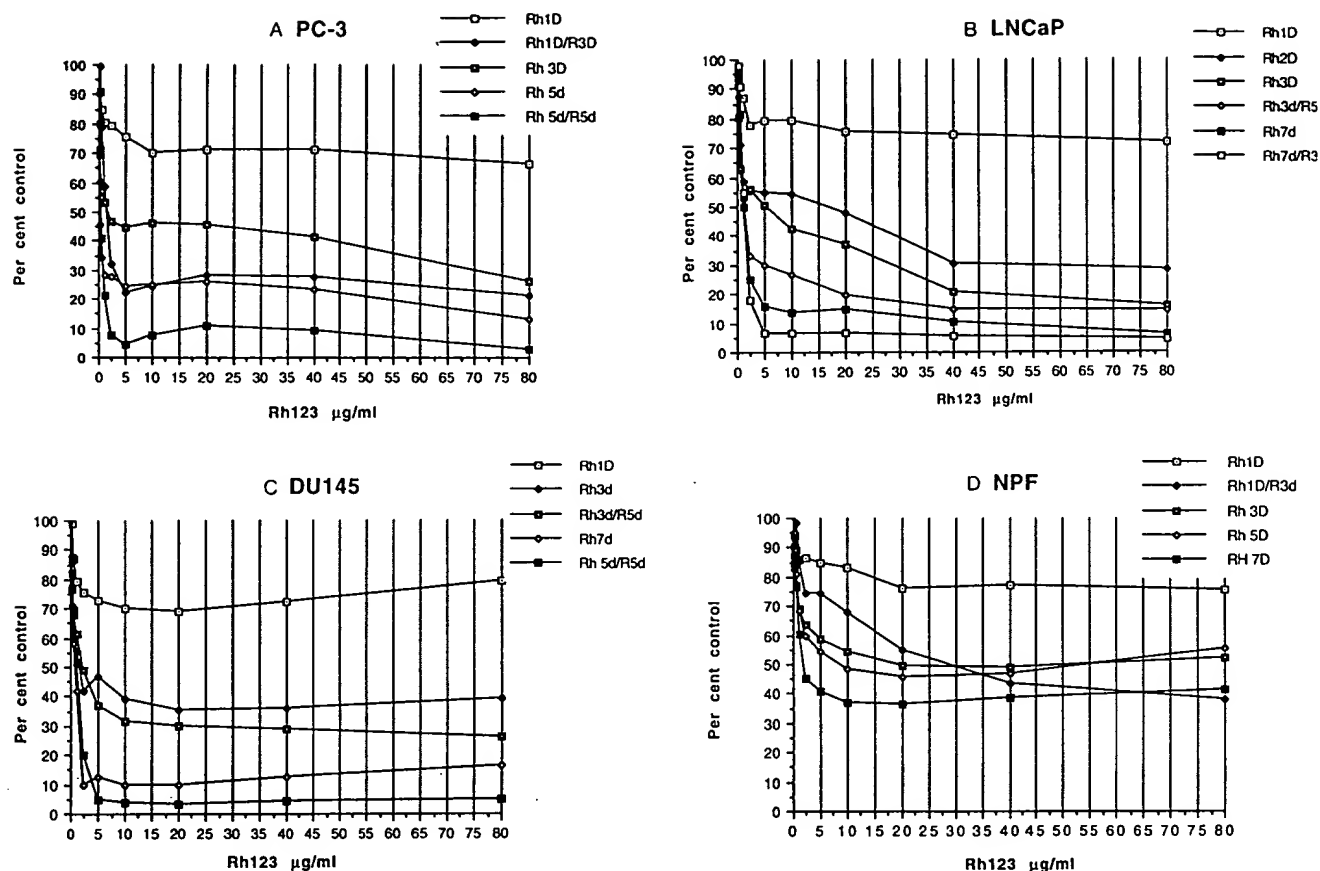 A PC-3
Rh1D
Rh1D/R3D
Rh 3D
Rh 5d
Rh 5d/R5d
Per cent control
100
90
80
70
60
50
40
30
20
10
0
0 5 10 15 20 25 30 35 40 45 50 55 60 65 70 75 80
Rh123 µg/ml
B LNCaP
Rh1D
Rh2D
Rh3D
Rh3d/R5
Rh7d
Rh7d/R3
Per cent control
100
90
80
70
60
50
40
30
20
10
0
0 5 10 15 20 25 30 35 40 45 50 55 60 65 70 75 80
Rh123 µg/ml
C DU145
Rh1D
Rh3d
Rh3d/R5d
Rh7d
Rh 5d/R5d
Per cent control
100
90
80
70
60
50
40
30
20
10
0
0 5 10 15 20 25 30 35 40 45 50 55 60 65 70 75 80
Rh123 µg/ml
D NPF
Rh1D
Rh1D/R3d
Rh 3D
Rh 5D
RH 7D
Per cent control
100
90
80
70
60
50
40
30
20
10
0
0 5 10 15 20 25 30 35 40 45 50 55 60 65 70 75 80
Rh123 µg/ml